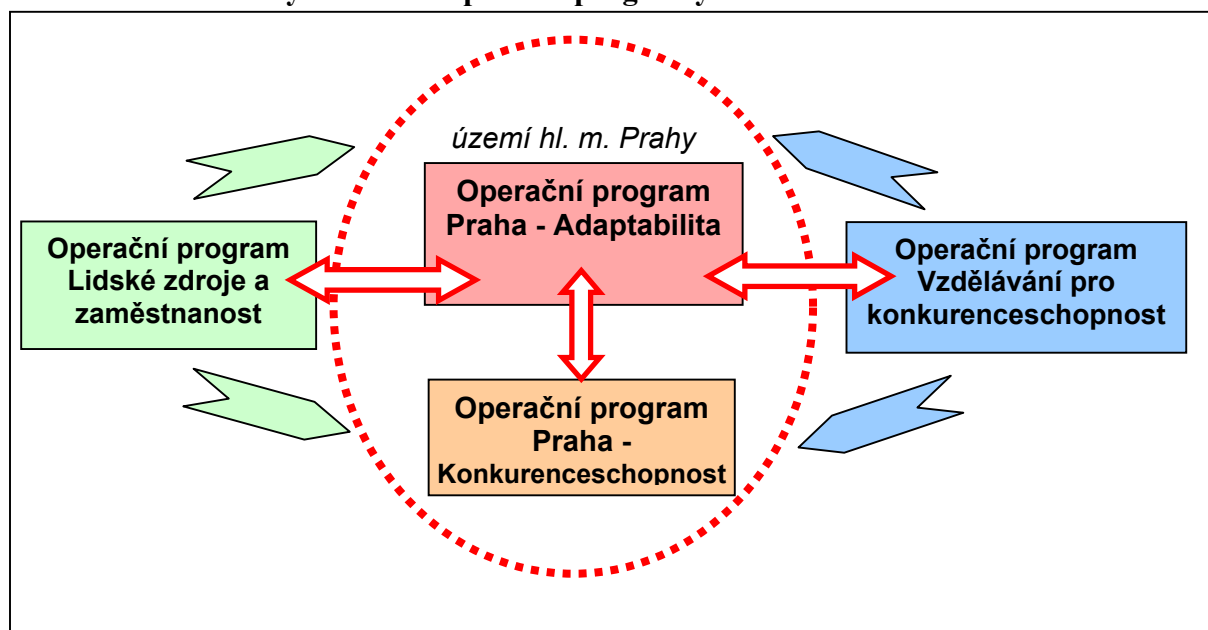 území hl. m. Prahy
Operační program
Praha - Adaptabilita
Operační program
Lidské zdroje a
zaměstnanost
Operační program
Vzdělávání pro
konkurenceschopnost
Operační program
Praha -
Konkurenceschopnost